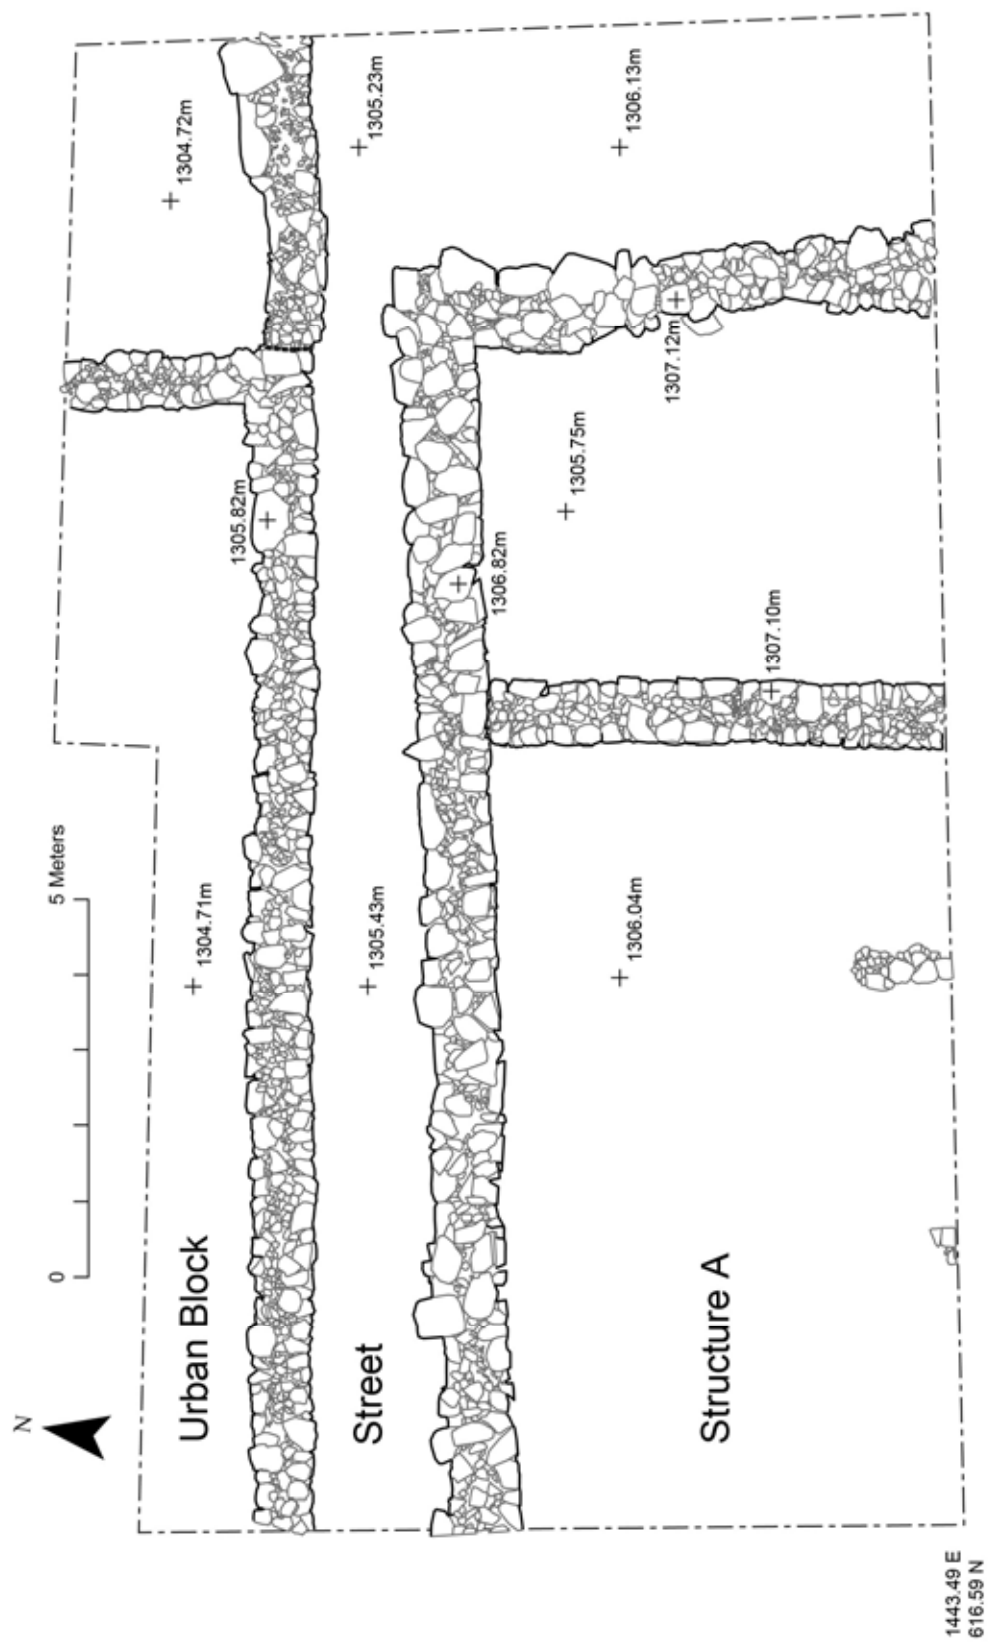 N
0
5 Meters
Urban Block
Street
Structure A
1304.71m
1305.43m
1306.04m
1305.82m
1306.82m
1305.75m
1307.10m
1307.12m
1304.72m
1305.23m
1306.13m
1443.49 E
616.59 N